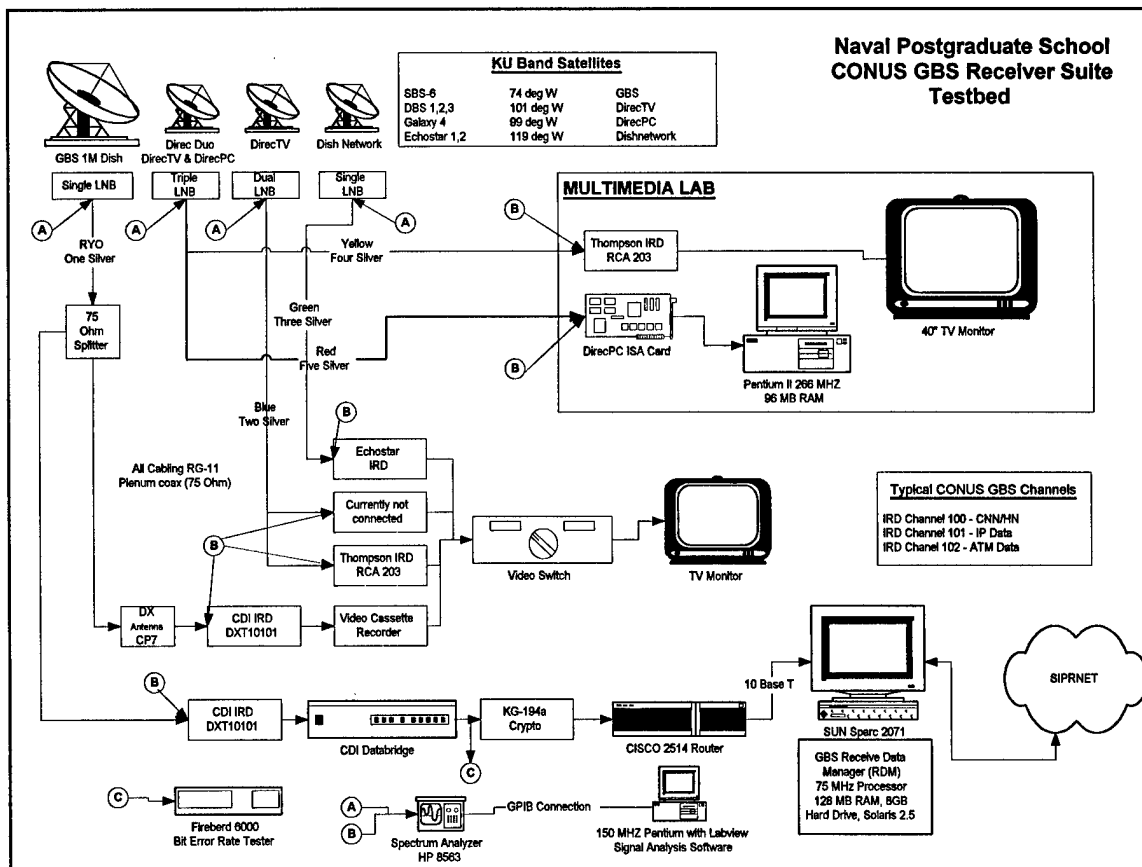 Naval Postgraduate School
CONUS GBS Receiver Suite
Testbed
KU Band Satellites
SBS-6 74 deg W GBS
DBS 1,2,3 101 deg W DirecTV
Galaxy 4 99 deg W DirecPC
Echostar 1,2 119 deg W Dishnetwork
GBS 1M Dish
Direc Duo
DirecTV & DirecPC
DirecTV
Dish Network
Single LNB
Triple
LNB
Dual
LNB
Single
LNB
A
A
A
A
RYO
One Silver
Yellow
Four Silver
Green
Three Silver
Red
Five Silver
Blue
Two Silver
75
Ohm
Splitter
MULTIMEDIA LAB
B
Thompson IRD
RCA 203
40" TV Monitor
DirecPC ISA Card
B
Pentium II 266 MHZ
96 MB RAM
All Cabling RG-11
Plenum coax (75 Ohm)
B
Echostar
IRD
Currently not
connected
B
Thompson IRD
RCA 203
DX
Antenna
CP7
CDI IRD
DXT10101
Video Cassette
Recorder
Video Switch
TV Monitor
Typical CONUS GBS Channels
IRD Channel 100 - CNN/HN
IRD Channel 101 - IP Data
IRD Chanel 102 - ATM Data
B
CDI IRD
DXT10101
CDI Databridge
KG-194a
Crypto
C
CISCO 2514 Router
10 Base T
SUN Sparc 2071
SIPRNET
GBS Receive Data
Manager (RDM)
75 MHz Processor
128 MB RAM, 8GB
Hard Drive, Solaris 2.5
C
Fireberd 6000
Bit Error Rate Tester
A
B
Spectrum Analyzer
HP 8563
GPIB Connection
150 MHZ Pentium with Labview
Signal Analysis Software